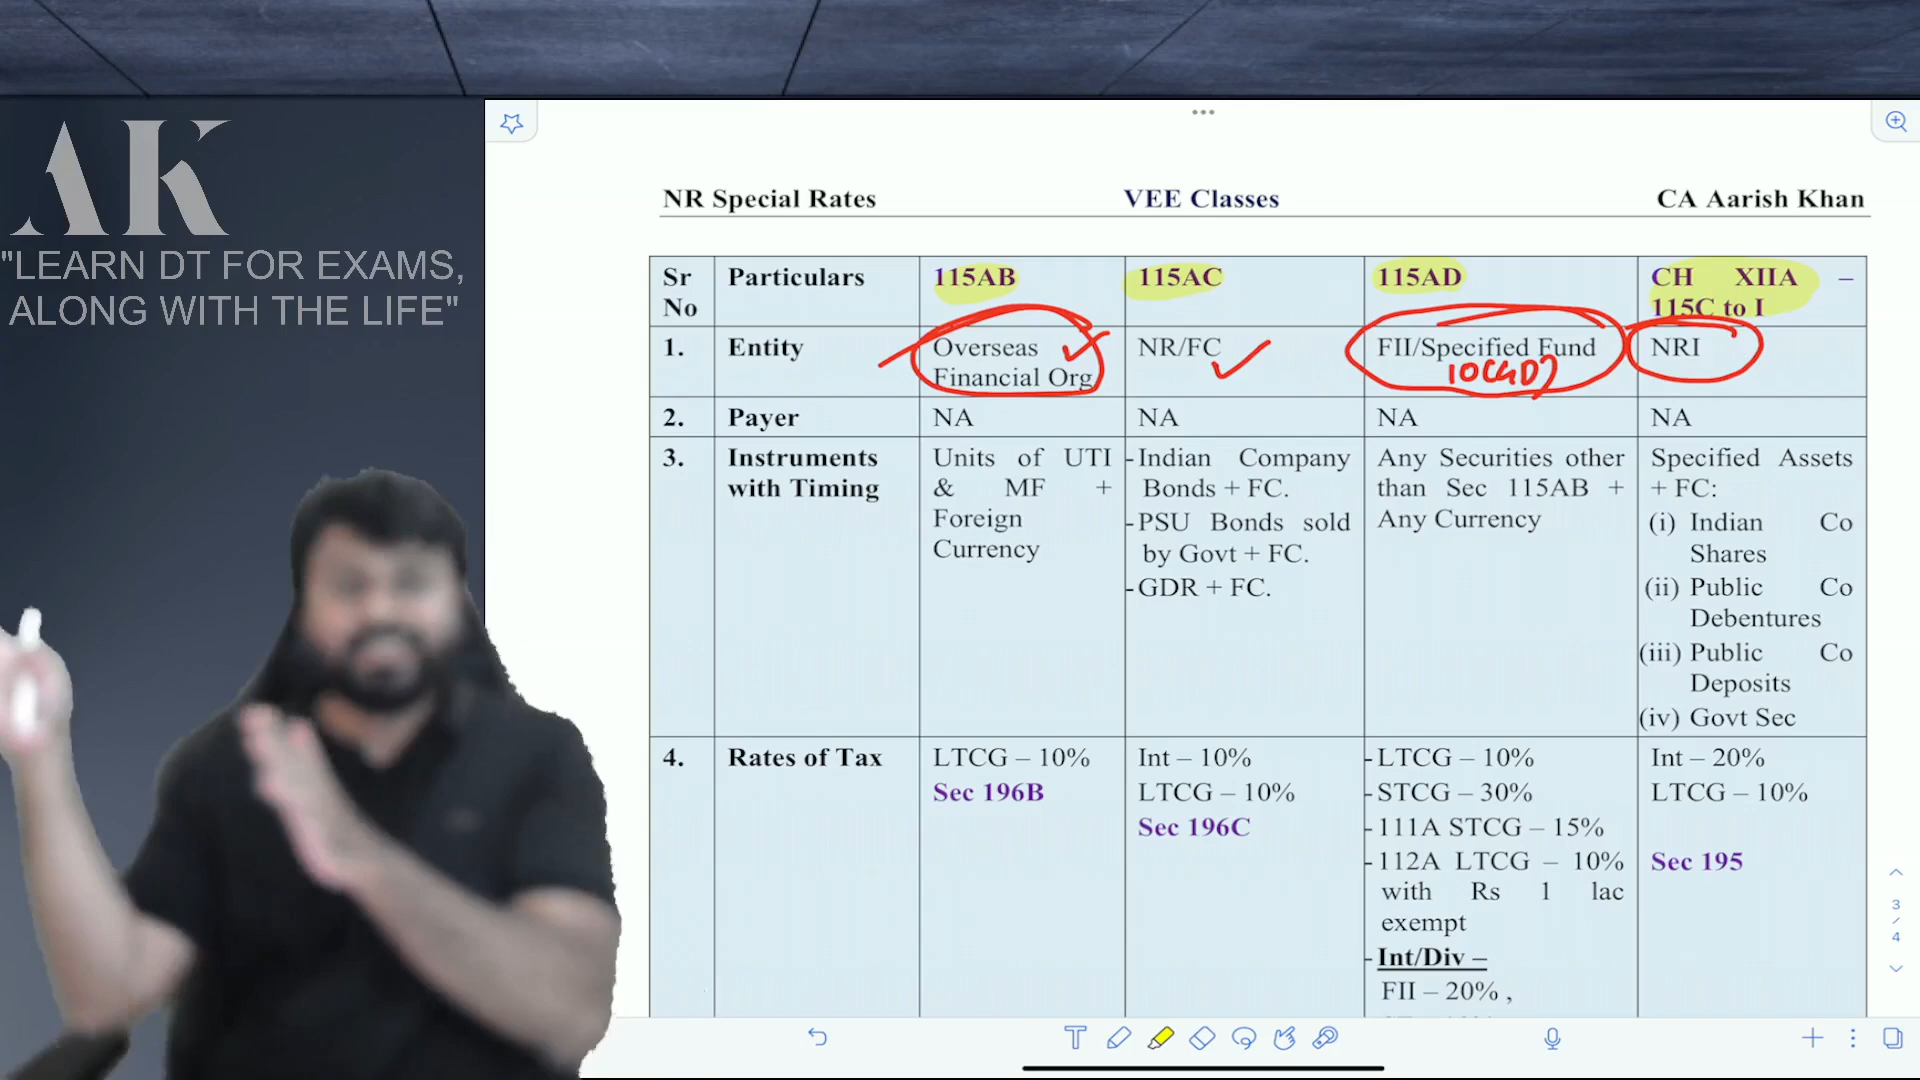 AK
"LEARN DT FOR EXAMS,
ALONG WITH THE LIFE"
NR Special Rates VEE Classes CA Aarish Khan
Sr No Particulars 115AB 115AC 115AD CH XIIA – 115C to I
1. Entity Overseas Financial Org NR/FC FII/Specified Fund 10(4D) NRI
2. Payer NA NA NA NA
3. Instruments with Timing
Units of UTI
& MF +
Foreign
Currency
-Indian Company
Bonds + FC.
-PSU Bonds sold
by Govt + FC.
-GDR + FC.
Any Securities other
than Sec 115AB +
Any Currency
Specified Assets
+ FC:
(i) Indian Co
Shares
(ii) Public Co
Debentures
(iii) Public Co
Deposits
(iv) Govt Sec
4. Rates of Tax
LTCG – 10%
Sec 196B
Int – 10%
LTCG – 10%
Sec 196C
-LTCG – 10%
-STCG – 30%
-111A STCG – 15%
-112A LTCG – 10%
with Rs 1 lac
exempt
-Int/Div –
FII – 20% ,
Int – 20%
LTCG – 10%
Sec 195
3
/
4